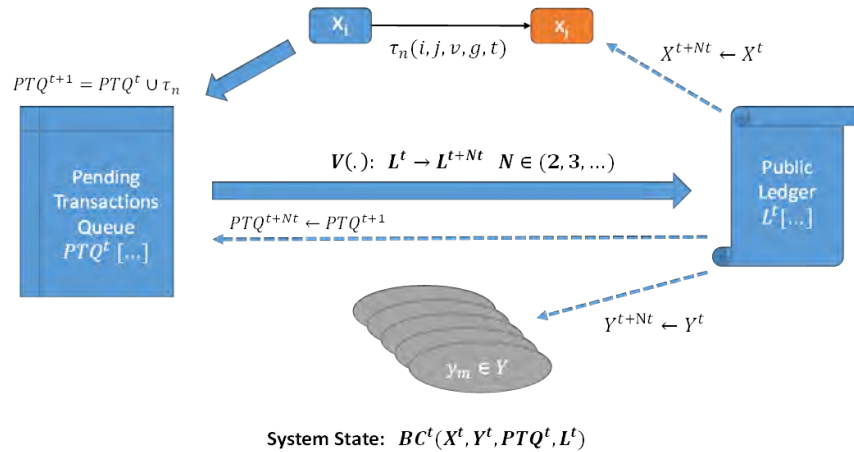 X_i
X_j
τ_n(i, j, v, g, t)
X^{t+Nt} ← X^t
PTQ^{t+1} = PTQ^t ∪ τ_n
V(.): L^t → L^{t+Nt} N ∈ (2, 3, …)
Pending
Transactions
Queue
PTQ^t […]
Public
Ledger
L^t[…]
PTQ^{t+Nt} ← PTQ^{t+1}
Y^{t+Nt} ← Y^t
y_m ∈ Y
System State: BC^t(X^t, Y^t, PTQ^t, L^t)